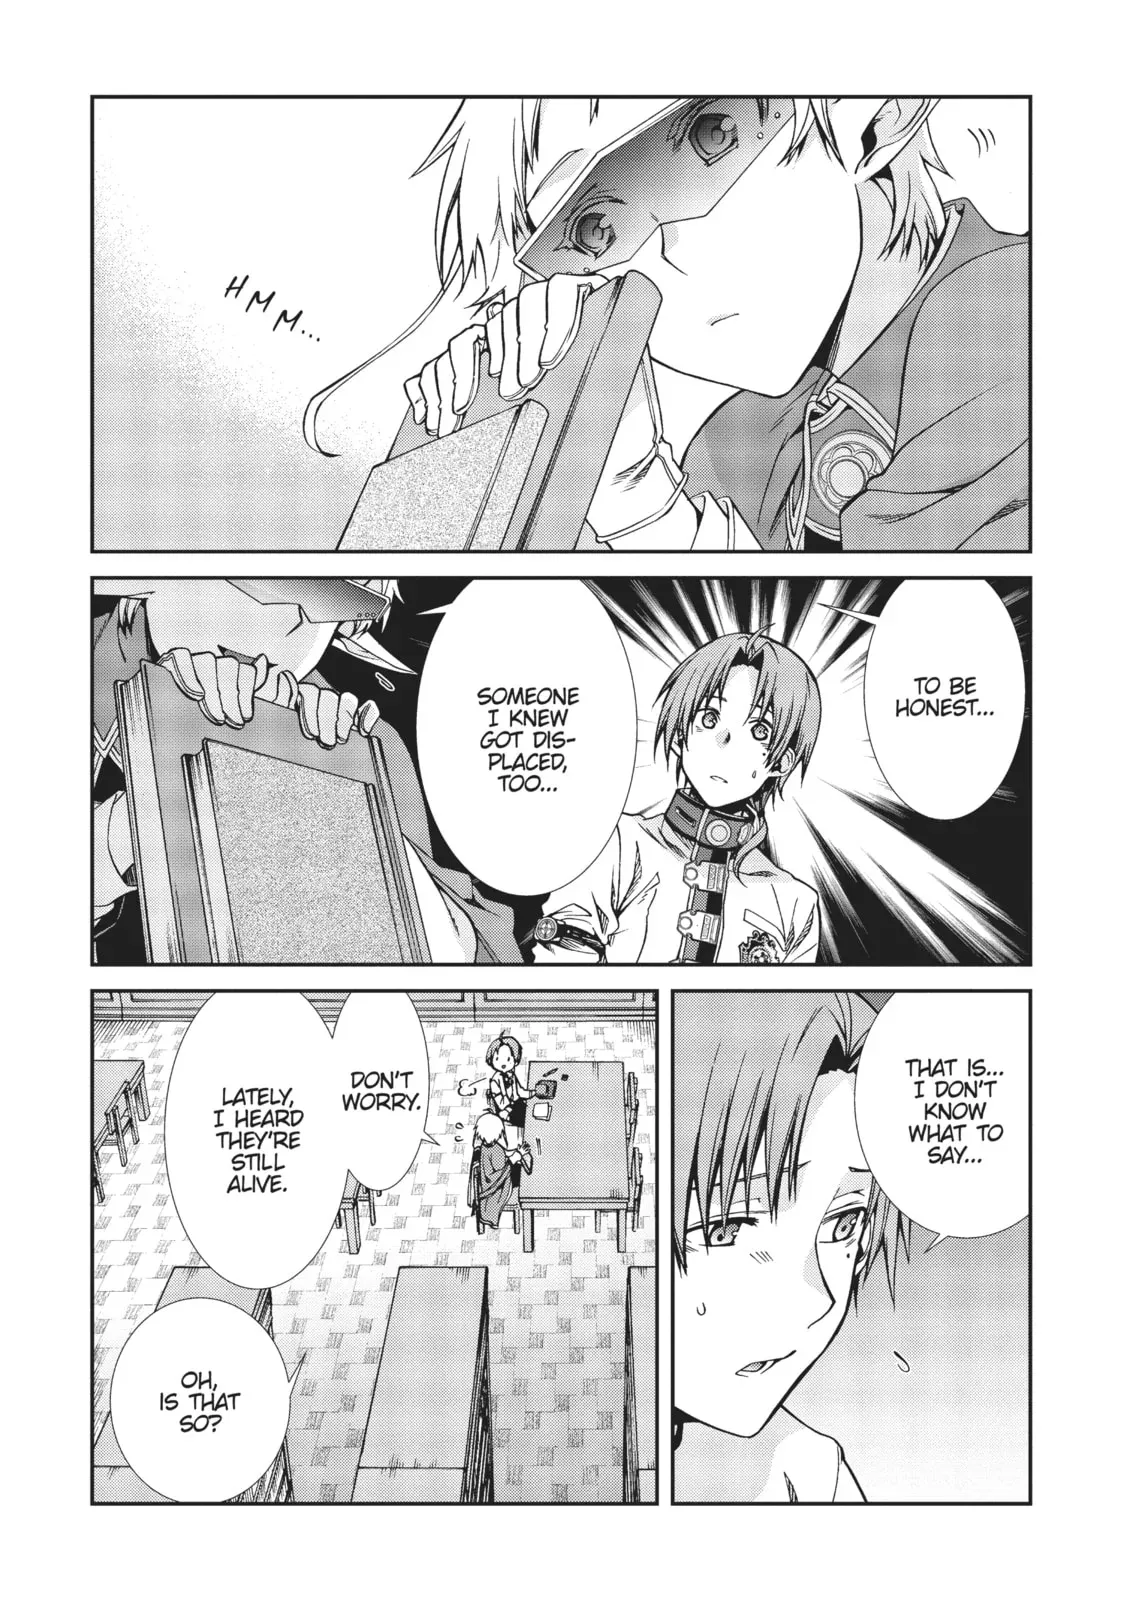 HMM...
TO BE
HONEST...
SOMEONE
I KNEW
GOT DIS-
PLACED,
TOO...
THAT IS...
I DON'T
KNOW
WHAT TO
SAY...
DON'T
WORRY.
LATELY,
I HEARD
THEY'RE
STILL
ALIVE.
OH,
IS THAT
SO?